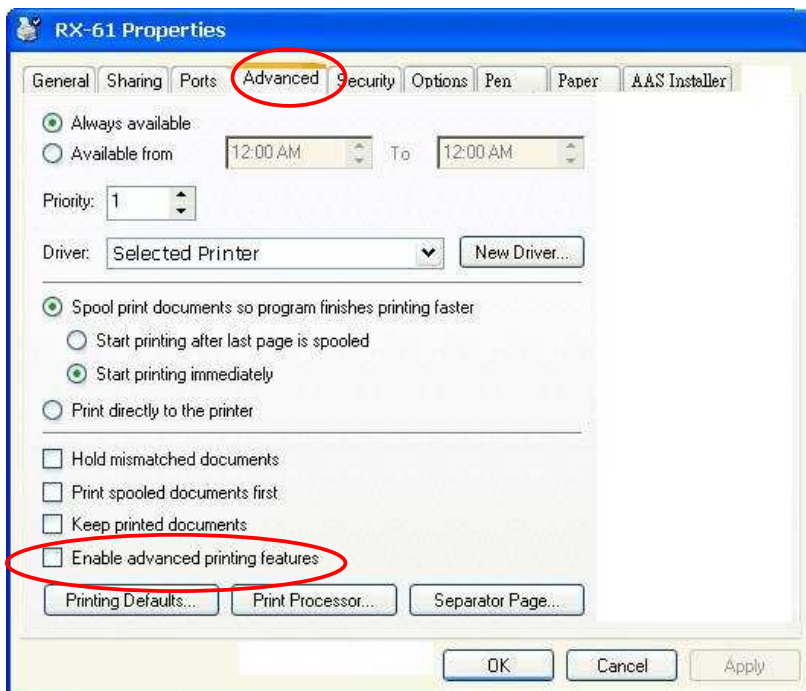 RX-61 Properties
General Sharing Ports Advanced Security Options Pen Paper AAS Installer
Always available
Available from 12:00 AM To 12:00 AM
Priority: 1
Driver: Selected Printer New Driver...
Spool print documents so program finishes printing faster
Start printing after last page is spooled
Start printing immediately
Print directly to the printer
Hold mismatched documents
Print spooled documents first
Keep printed documents
Enable advanced printing features
Printing Defaults... Print Processor... Separator Page...
OK Cancel Apply